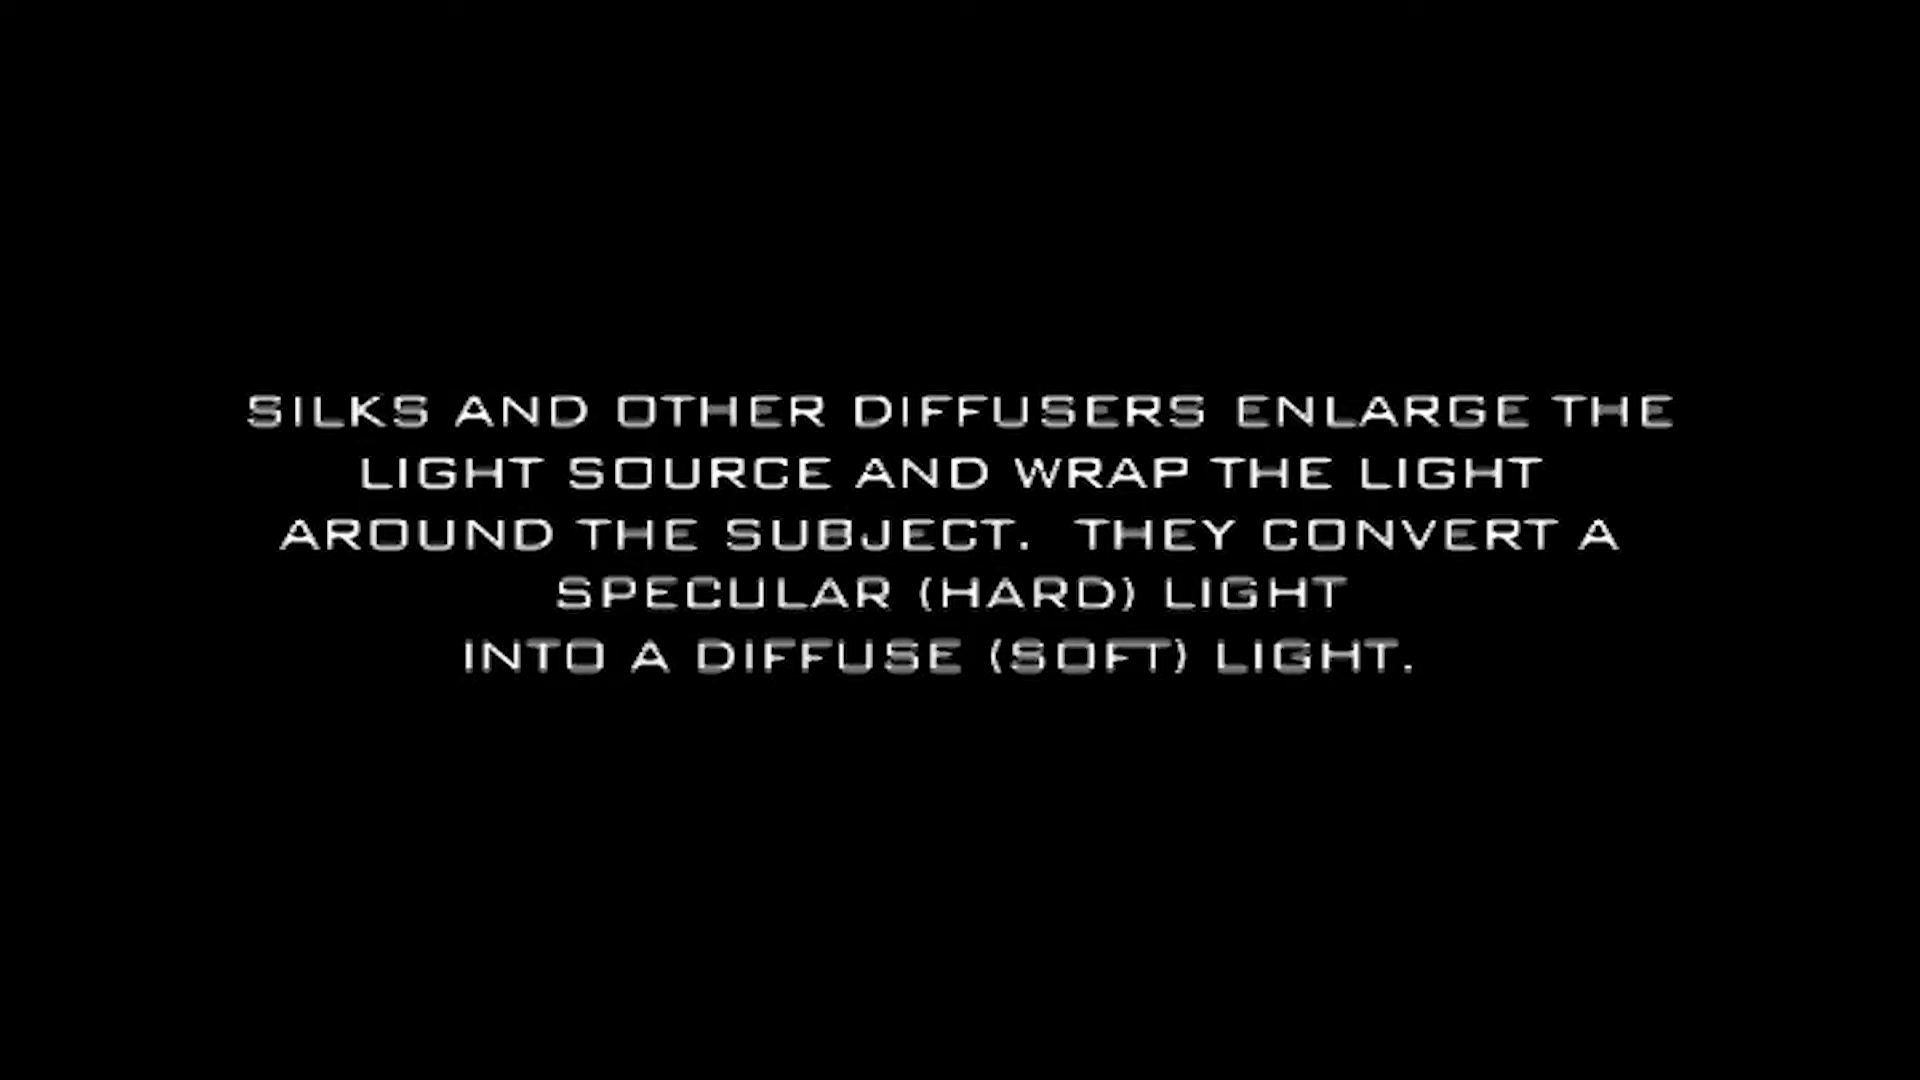 SILKS AND OTHER DIFFUSERS ENLARGE THE
LIGHT SOURCE AND WRAP THE LIGHT
AROUND THE SUBJECT.  THEY CONVERT A
SPECULAR (HARD) LIGHT
INTO A DIFFUSE (SOFT) LIGHT.